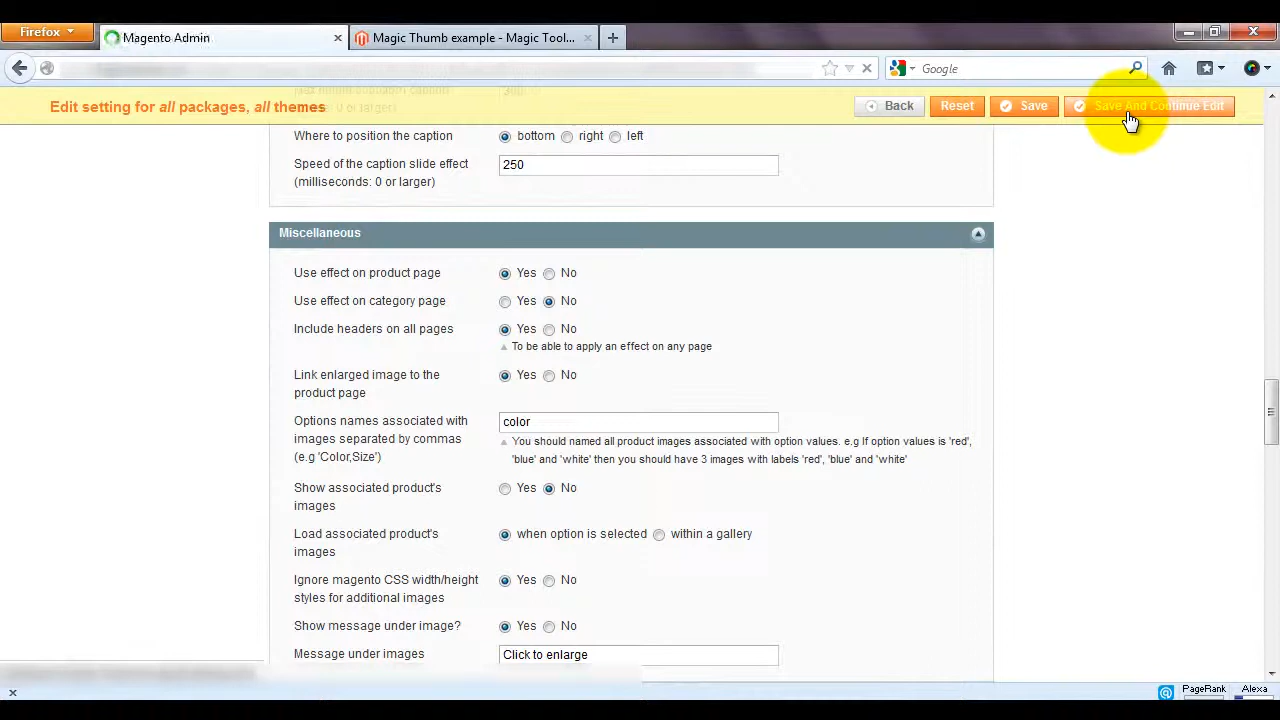 Firefox
Magento Admin
Magic Thumb example - Magic Tool...
Google
Edit setting for all packages, all themes
Back
Reset
Save
Save And Continue Edit
Where to position the caption
bottom
right
left
Speed of the caption slide effect
(milliseconds: 0 or larger)
250
Miscellaneous
Use effect on product page
Yes
No
Use effect on category page
Yes
No
Include headers on all pages
Yes
No
To be able to apply an effect on any page
Link enlarged image to the
product page
Yes
No
Options names associated with
images separated by commas
(e.g 'Color,Size')
color
You should named all product images associated with option values. e.g If option values is 'red',
'blue' and 'white' then you should have 3 images with labels 'red', 'blue' and 'white'
Show associated product's
images
Yes
No
Load associated product's
images
when option is selected
within a gallery
Ignore magento CSS width/height
styles for additional images
Yes
No
Show message under image?
Yes
No
Message under images
Click to enlarge
PageRank
Alexa